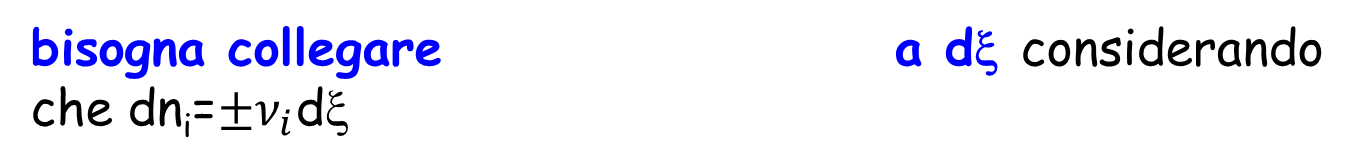 bisogna collegare a dξ considerando
che dnᵢ=±νᵢdξ